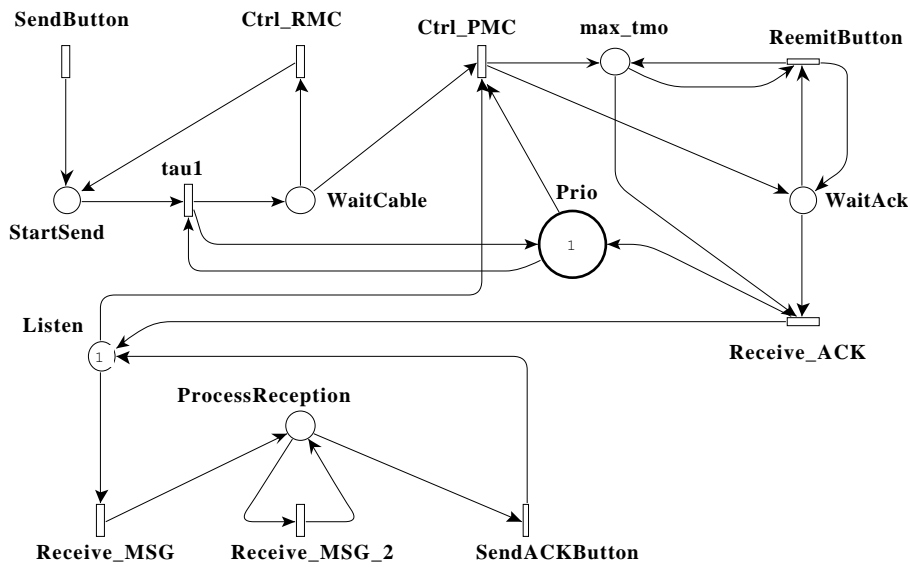 SendButton
Ctrl_RMC
Ctrl_PMC
max_tmo
ReemitButton
tau1
WaitCable
Prio
WaitAck
StartSend
1
Listen
1
Receive_ACK
ProcessReception
Receive_MSG
Receive_MSG_2
SendACKButton